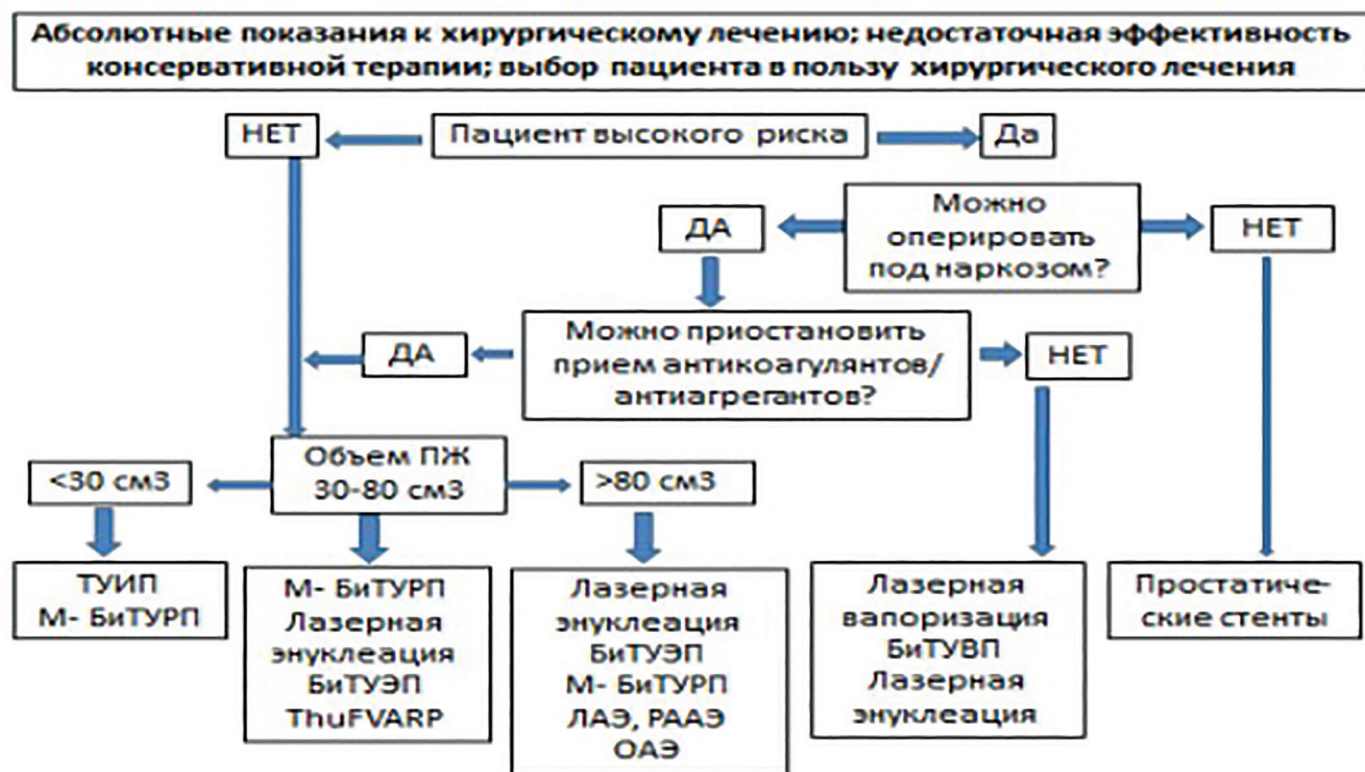 Абсолютные показания к хирургическому лечению; недостаточная эффективность
консервативной терапии; выбор пациента в пользу хирургического лечения
НЕТ
Пациент высокого риска
Да
ДА
Можно
оперировать
под наркозом?
НЕТ
ДА
Можно приостановить
прием антикоагулянтов/
антиагрегантов?
НЕТ
<30 см3
Объем ПЖ
30-80 см3
>80 см3
ТУИП
М- БиТУРП
М- БиТУРП
Лазерная
энуклеация
БиТУЭП
ThuFVARP
Лазерная
энуклеация
БиТУЭП
М- БиТУРП
ЛАЭ, РААЭ
ОАЭ
Лазерная
вапоризация
БиТУВП
Лазерная
энуклеация
Простатиче-
ские стенты